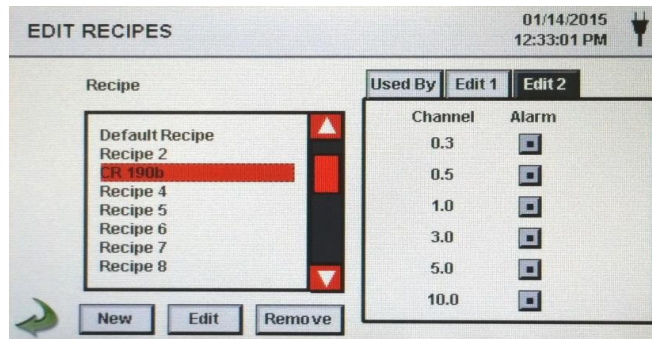 EDIT RECIPES
01/14/2015
12:33:01 PM
Recipe
Default Recipe
Recipe 2
CR 190b
Recipe 4
Recipe 5
Recipe 6
Recipe 7
Recipe 8
New Edit Remove
Used By Edit 1 Edit 2
Channel Alarm
0.3
0.5
1.0
3.0
5.0
10.0